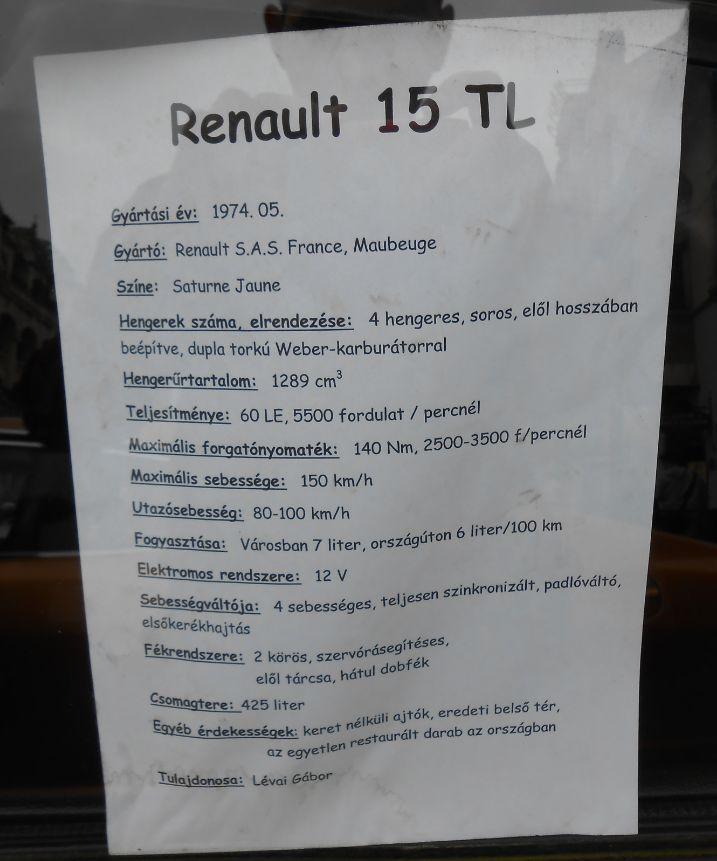 Renault 15 TL
Gyártási év: 1974. 05.
Gyártó: Renault S.A.S. France, Maubeuge
Színe: Saturne Jaune
Hengerek száma, elrendezése: 4 hengeres, soros, elől hosszában
beépítve, dupla torkú Weber-karburátorral
Hengerűrtartalom: 1289 cm³
Teljesítménye: 60 LE, 5500 fordulat / percnél
Maximális forgatónyomaték: 140 Nm, 2500-3500 f/percnél
Maximális sebessége: 150 km/h
Utazósebesség: 80-100 km/h
Fogyasztása: Városban 7 liter, országúton 6 liter/100 km
Elektromos rendszere: 12 V
Sebességváltója: 4 sebességes, teljesen szinkronizált, padlóváltó,
elsőkerékhajtás
Fékrendszere: 2 körös, szervórásegítéses,
elől tárcsa, hátul dobfék
Csomagtere: 425 liter
Egyéb érdekességek: keret nélküli ajtók, eredeti belső tér,
az egyetlen restaurált darab az országban
Tulajdonosa: Lévai Gábor